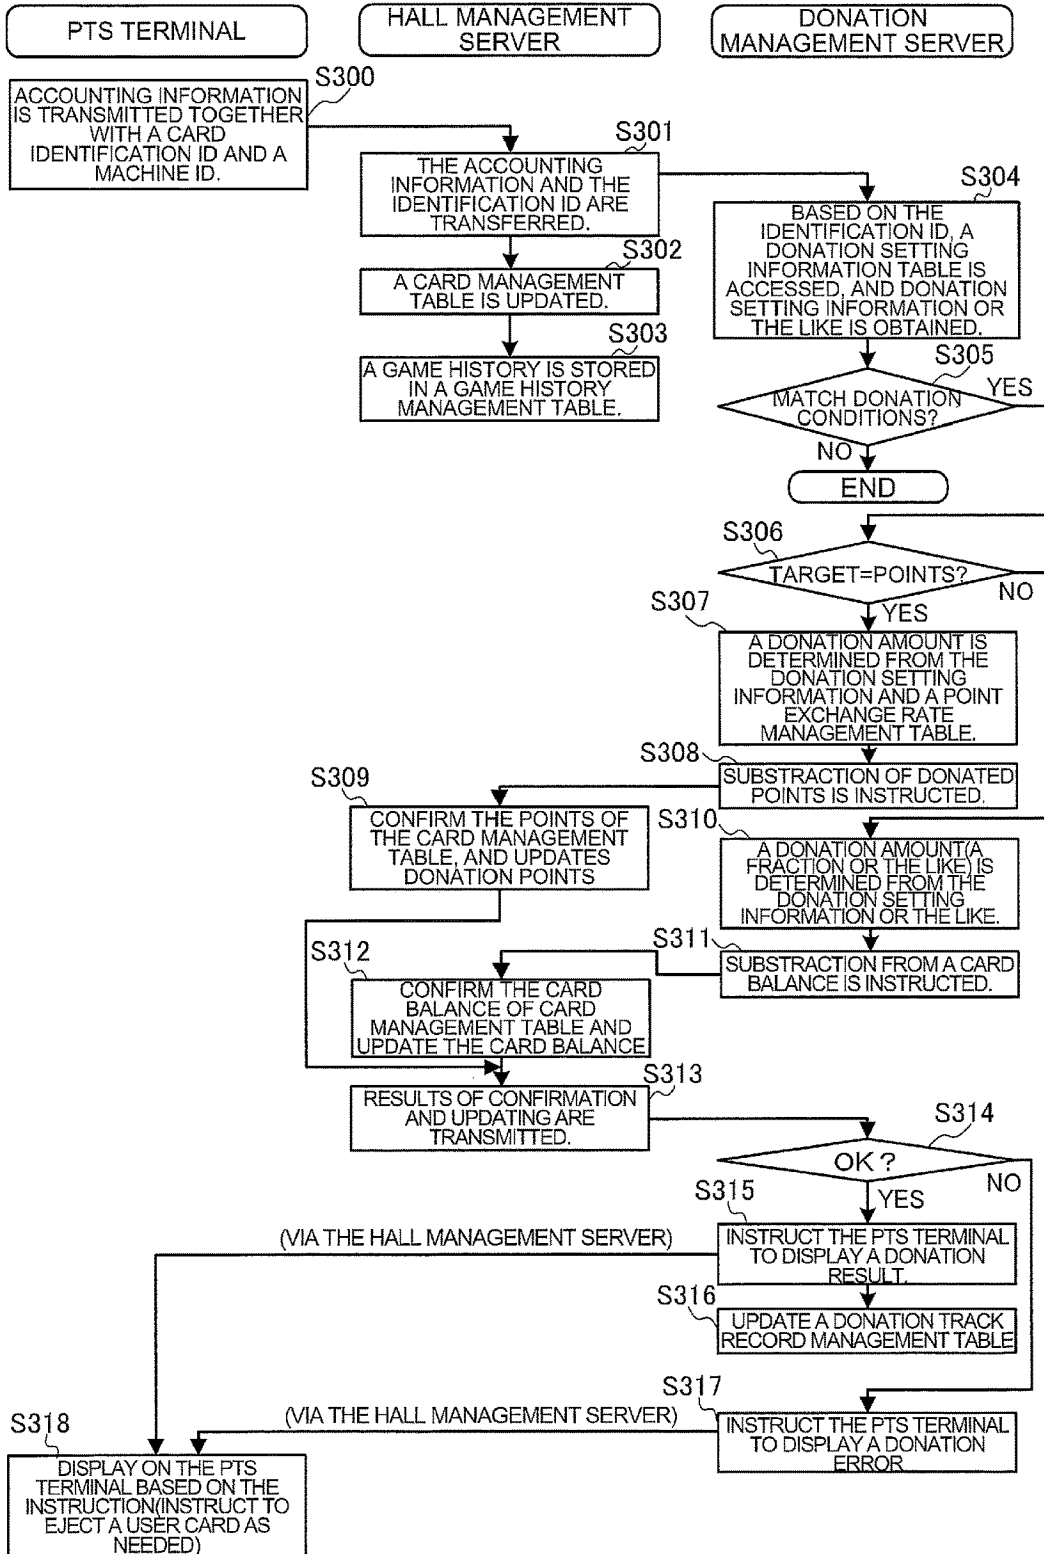 PTS TERMINAL
HALL MANAGEMENT
SERVER
DONATION
MANAGEMENT SERVER
S300
ACCOUNTING INFORMATION
IS TRANSMITTED TOGETHER
WITH A CARD
IDENTIFICATION ID AND A
MACHINE ID.
S301
THE ACCOUNTING
INFORMATION AND THE
IDENTIFICATION ID ARE
TRANSFERRED.
S302
A CARD MANAGEMENT
TABLE IS UPDATED.
S303
A GAME HISTORY IS STORED
IN A GAME HISTORY
MANAGEMENT TABLE.
S304
BASED ON THE
IDENTIFICATION ID, A
DONATION SETTING
INFORMATION TABLE IS
ACCESSED, AND DONATION
SETTING INFORMATION OR
THE LIKE IS OBTAINED.
S305
MATCH DONATION
CONDITIONS?
YES
NO
END
S306
TARGET=POINTS?
NO
YES
S307
A DONATION AMOUNT IS
DETERMINED FROM THE
DONATION SETTING
INFORMATION AND A POINT
EXCHANGE RATE
MANAGEMENT TABLE.
S308
SUBSTRACTION OF DONATED
POINTS IS INSTRUCTED.
S309
CONFIRM THE POINTS OF
THE CARD MANAGEMENT
TABLE, AND UPDATES
DONATION POINTS
S310
A DONATION AMOUNT(A
FRACTION OR THE LIKE) IS
DETERMINED FROM THE
DONATION SETTING
INFORMATION OR THE LIKE.
S311
SUBSTRACTION FROM A CARD
BALANCE IS INSTRUCTED.
S312
CONFIRM THE CARD
BALANCE OF CARD
MANAGEMENT TABLE AND
UPDATE THE CARD BALANCE
S313
RESULTS OF CONFIRMATION
AND UPDATING ARE
TRANSMITTED.
S314
OK?
NO
YES
S315
INSTRUCT THE PTS TERMINAL
TO DISPLAY A DONATION
RESULT.
(VIA THE HALL MANAGEMENT SERVER)
S316
UPDATE A DONATION TRACK
RECORD MANAGEMENT TABLE
S317
INSTRUCT THE PTS TERMINAL
TO DISPLAY A DONATION
ERROR
(VIA THE HALL MANAGEMENT SERVER)
S318
DISPLAY ON THE PTS
TERMINAL BASED ON THE
INSTRUCTION(INSTRUCT TO
EJECT A USER CARD AS
NEEDED)